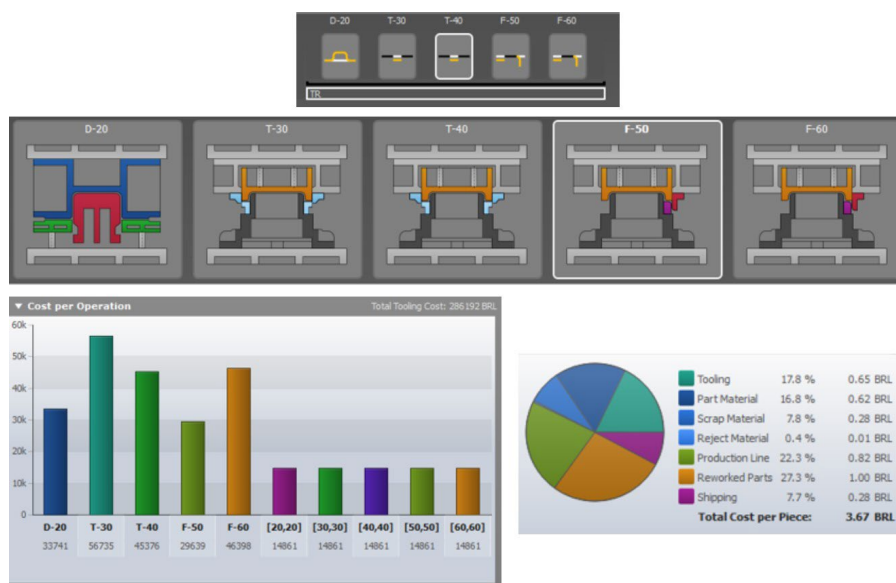 D-20 T-30 T-40 F-50 F-60
TR
D-20 T-30 T-40 F-50 F-60
▼ Cost per Operation Total Tooling Cost: 286192 BRL
60k
50k
40k
30k
20k
10k
0
D-20 T-30 T-40 F-50 F-60 [20,20] [30,30] [40,40] [50,50] [60,60]
33741 56735 45376 29639 46398 14861 14861 14861 14861 14861
Tooling 17.8 % 0.65 BRL
Part Material 16.8 % 0.62 BRL
Scrap Material 7.8 % 0.28 BRL
Reject Material 0.4 % 0.01 BRL
Production Line 22.3 % 0.82 BRL
Reworked Parts 27.3 % 1.00 BRL
Shipping 7.7 % 0.28 BRL
Total Cost per Piece: 3.67 BRL